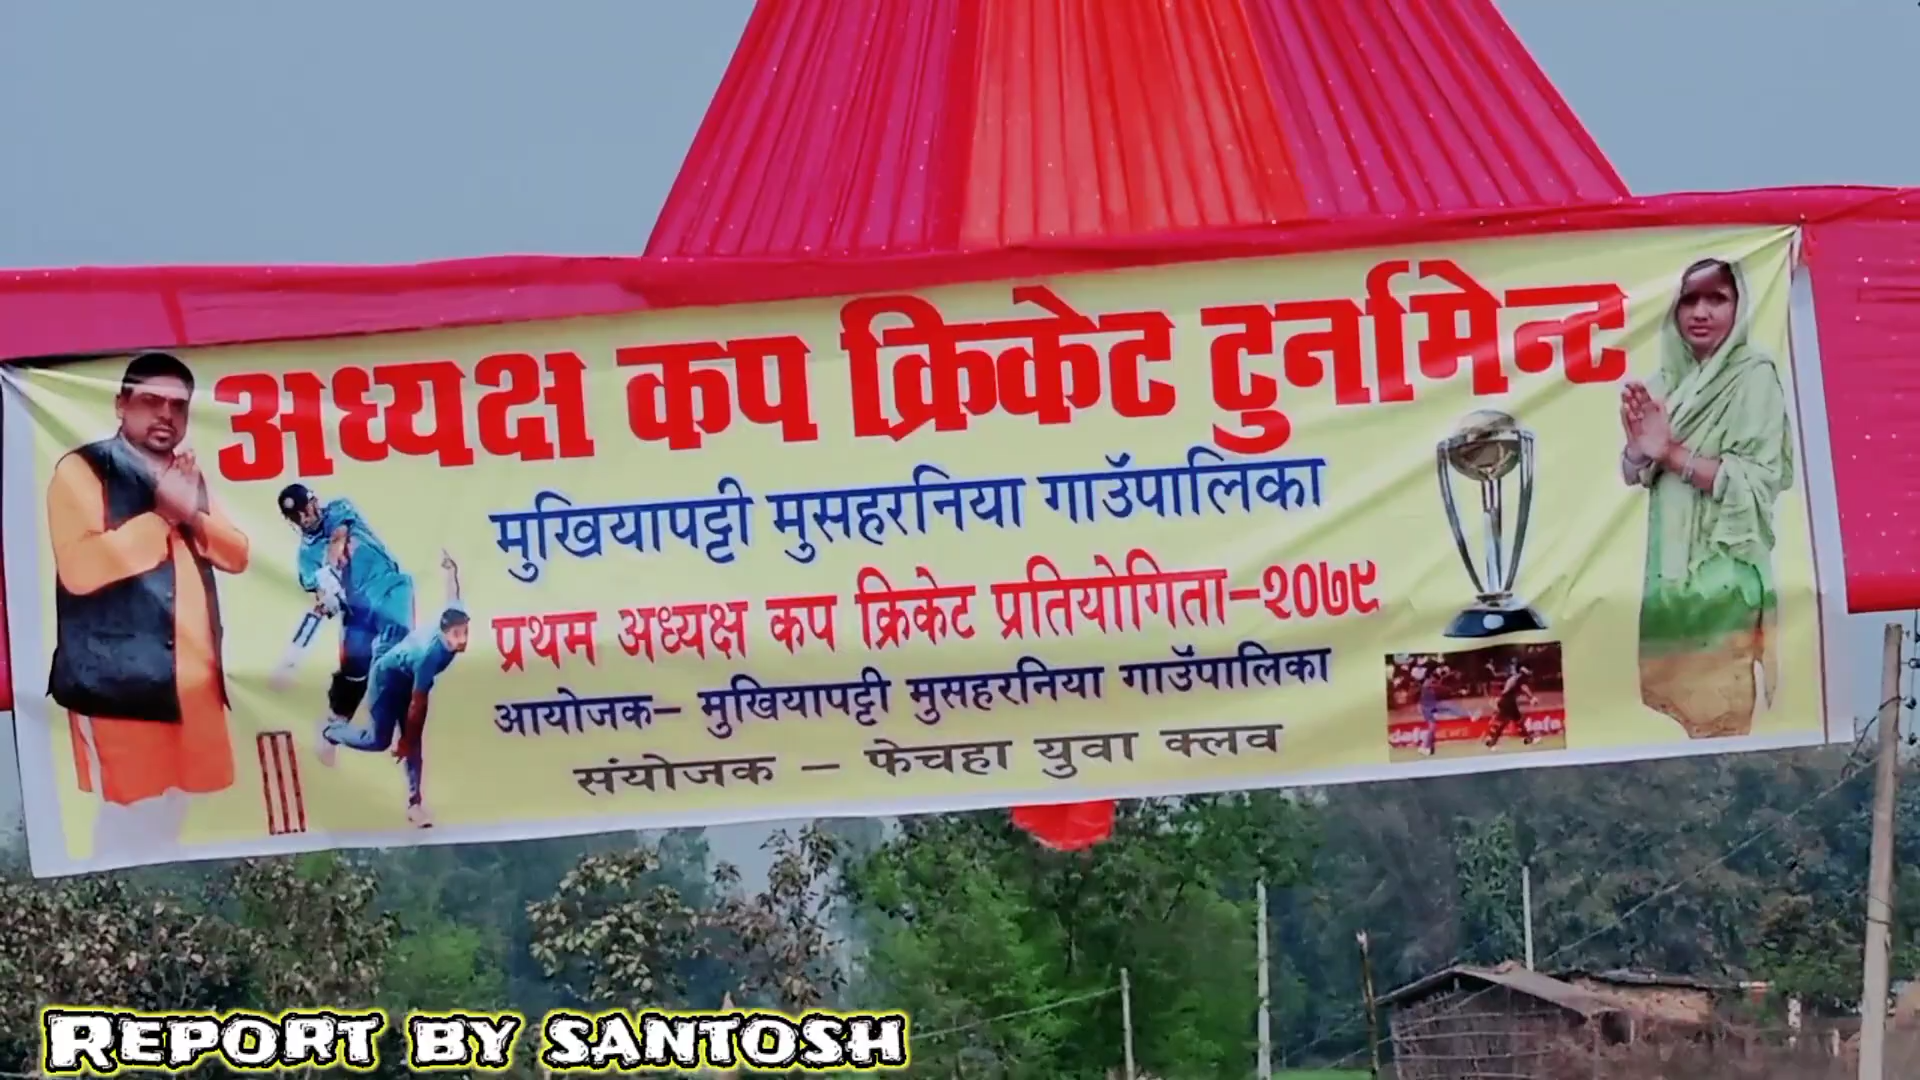 अध्यक्ष कप क्रिकेट टुर्नामेन्ट
मुखियापट्टी मुसहरनिया गाउँपालिका
प्रथम अध्यक्ष कप क्रिकेट प्रतियोगिता-२०७९
आयोजक- मुखियापट्टी मुसहरनिया गाउँपालिका
संयोजक - फेचहा युवा क्लव
REPORT BY SANTOSH